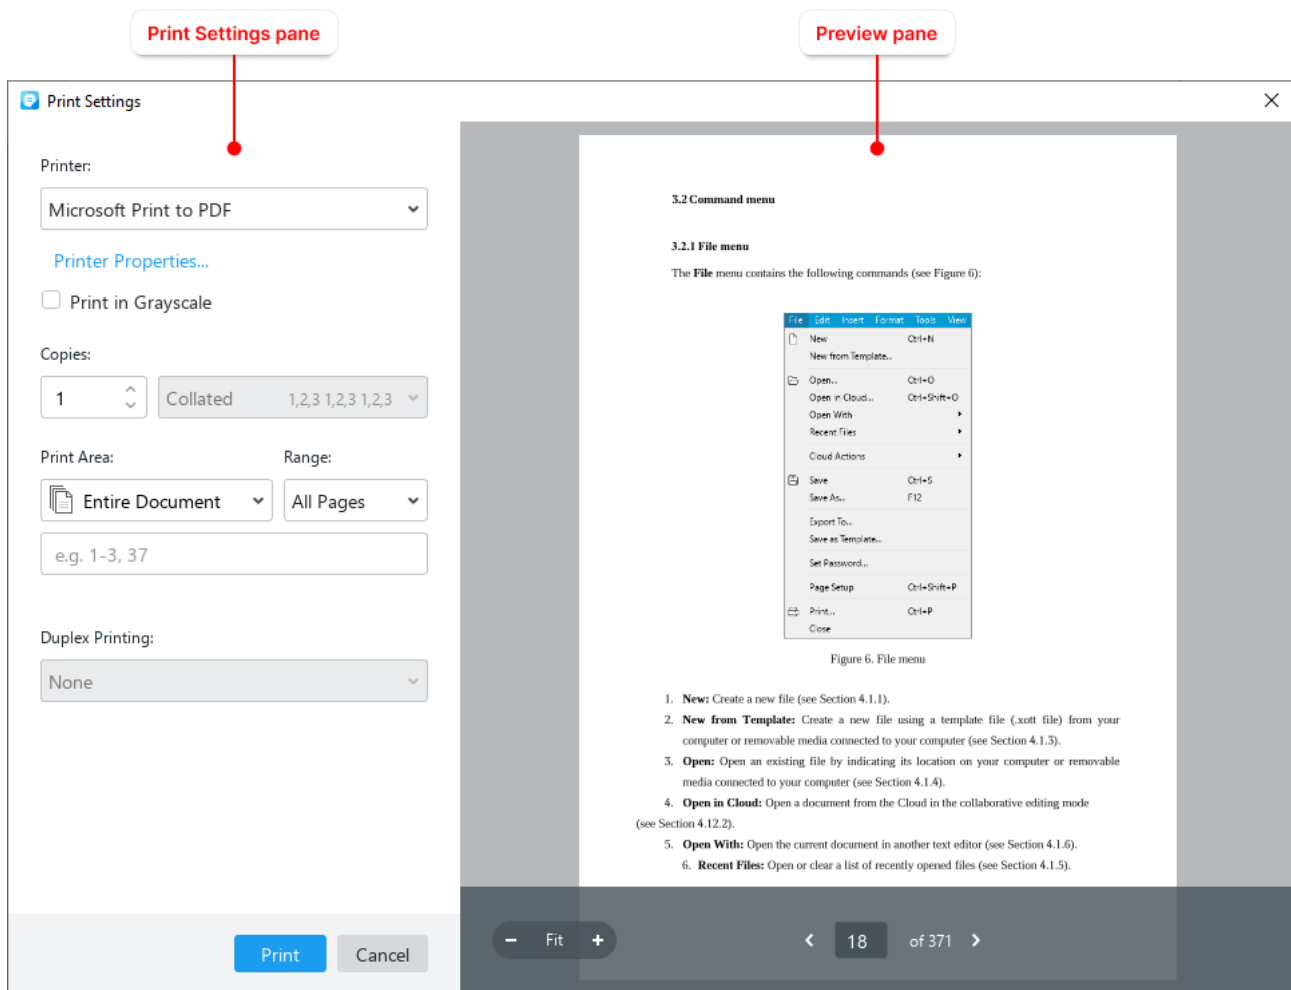 Print Settings pane
Preview pane
Print Settings
Printer:
Microsoft Print to PDF
Printer Properties...
Print in Grayscale
Copies:
1
Collated 1,2,3 1,2,3 1,2,3
Print Area: Range:
Entire Document All Pages
e.g. 1-3, 37
Duplex Printing:
None
Print Cancel
3.2 Command menu
3.2.1 File menu
The File menu contains the following commands (see Figure 6):
File Edit Insert Format Tools View
New Ctrl+N
New from Template...
Open... Ctrl+O
Open in Cloud... Ctrl+Shift+O
Open With
Recent Files
Cloud Actions
Save Ctrl+S
Save As... F12
Export To...
Save as Template...
Set Password...
Page Setup Ctrl+Shift+P
Print... Ctrl+P
Close
Figure 6. File menu
1. New: Create a new file (see Section 4.1.1).
2. New from Template: Create a new file using a template file (.xott file) from your
computer or removable media connected to your computer (see Section 4.1.3).
3. Open: Open an existing file by indicating its location on your computer or removable
media connected to your computer (see Section 4.1.4).
4. Open in Cloud: Open a document from the Cloud in the collaborative editing mode
(see Section 4.12.2).
5. Open With: Open the current document in another text editor (see Section 4.1.6).
6. Recent Files: Open or clear a list of recently opened files (see Section 4.1.5).
Fit
18 of 371